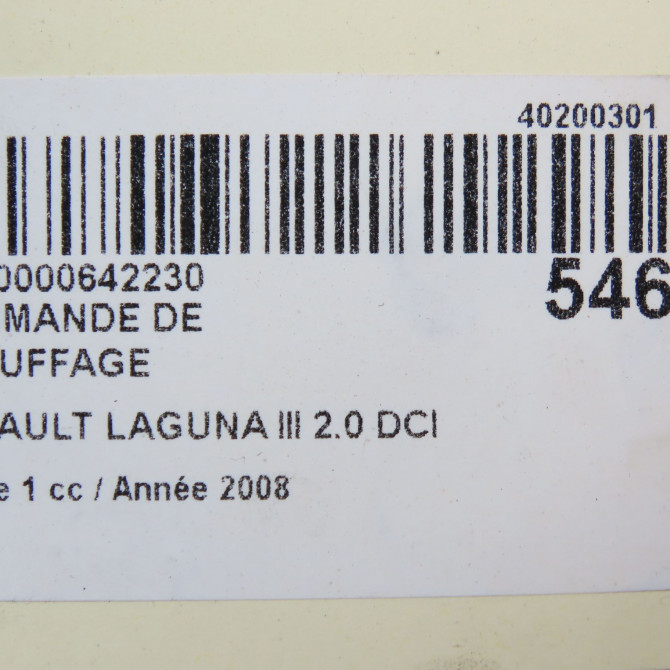 40200301
0000642230
546
MANDE DE
UFFAGE
AULT LAGUNA III 2.0 DCI
e 1 cc / Année 2008